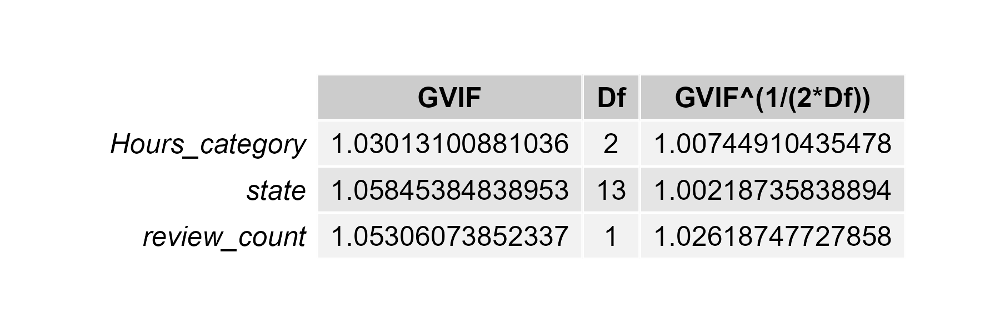 GVIF Df GVIF^(1/(2*Df))
Hours_category 1.03013100881036 2 1.00744910435478
state 1.05845384838953 13 1.00218735838894
review_count 1.05306073852337 1 1.02618747727858